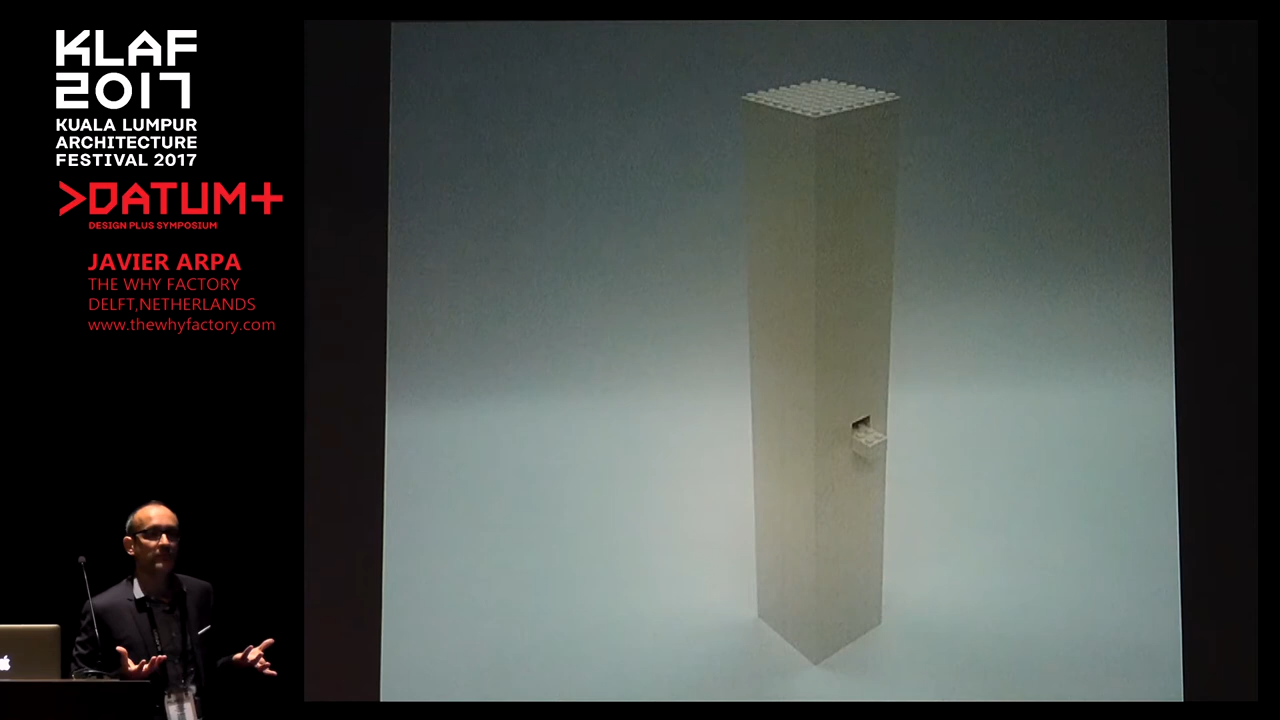 KLAF
2017
KUALA LUMPUR
ARCHITECTURE
FESTIVAL 2017
>DATUM+
DESIGN PLUS SYMPOSIUM
JAVIER ARPA
THE WHY FACTORY
DELFT,NETHERLANDS
www.thewhyfactory.com